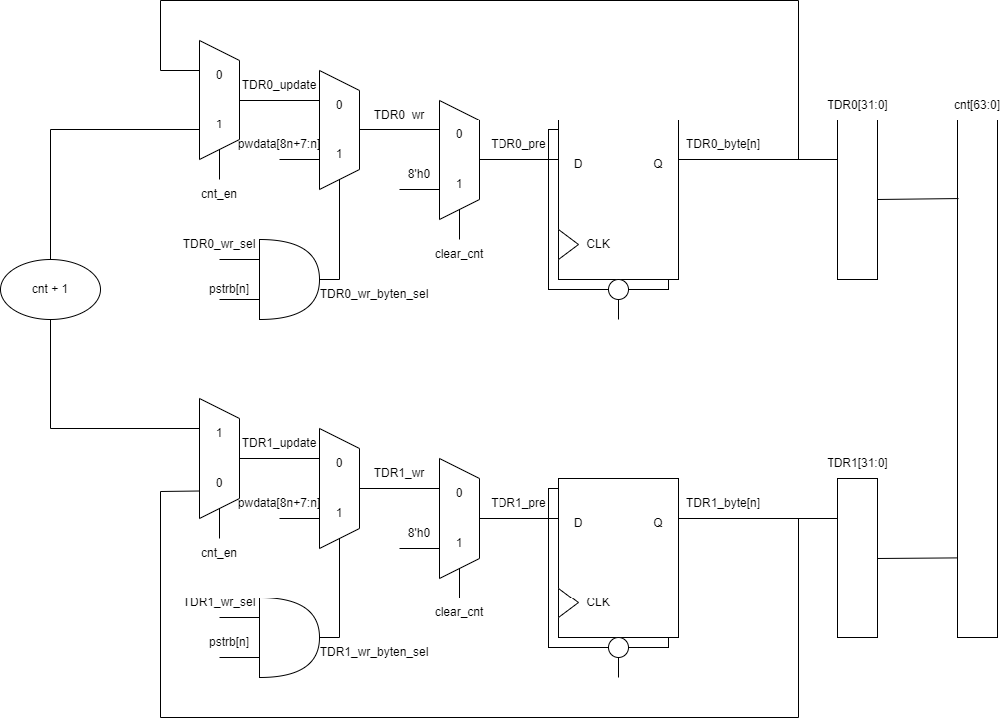 0
TDR0_update
0
TDR0_wr
TDR0[31:0]
cnt[63:0]
1
pwdata[8n+7:n]
1
0
TDR0_pre
D
Q
TDR0_byte[n]
cnt_en
8'h0
1
TDR0_wr_sel
clear_cnt
CLK
cnt + 1
pstrb[n]
TDR0_wr_byten_sel
1
TDR1_update
0
TDR1_wr
TDR1[31:0]
0
pwdata[8n+7:n]
1
0
TDR1_pre
D
Q
TDR1_byte[n]
cnt_en
8'h0
1
TDR1_wr_sel
clear_cnt
CLK
pstrb[n]
TDR1_wr_byten_sel